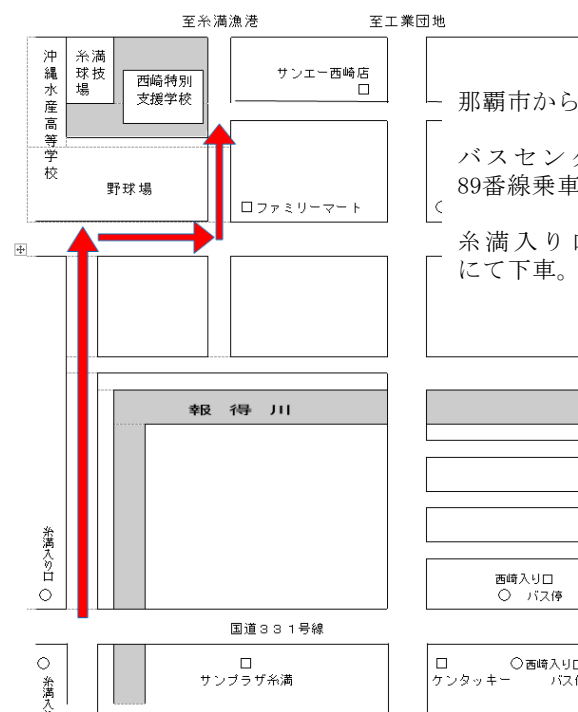 至糸満漁港
至工業団地
沖縄水産高等学校
糸満
球技
場
西崎特別
支援学校
サンエー西崎店
那覇市から
バスセン
89番線乗車
野球場
ファミリーマート
糸満入り口
にて下車。
報得川
糸満入り口
西崎入り口
バス停
国道331号線
サンプラザ糸満
ケンタッキー
西崎入り口
バス停
糸満入